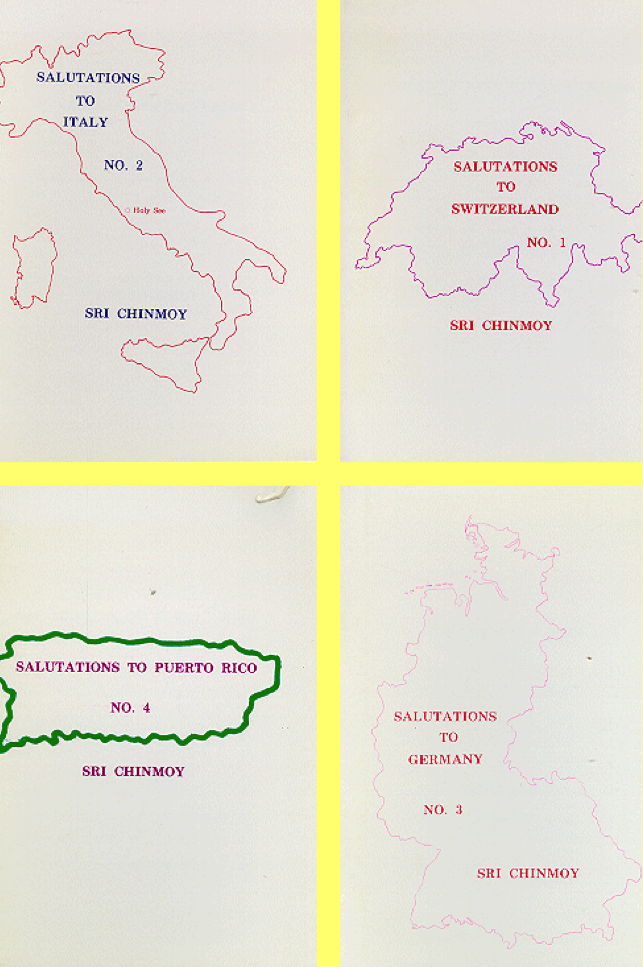 SALUTATIONS
TO
ITALY
NO. 2
Holy See
SRI CHINMOY
SALUTATIONS
TO
SWITZERLAND
NO. 1
SRI CHINMOY
SALUTATIONS TO PUERTO RICO
NO. 4
SRI CHINMOY
SALUTATIONS
TO
GERMANY
NO. 3
SRI CHINMOY